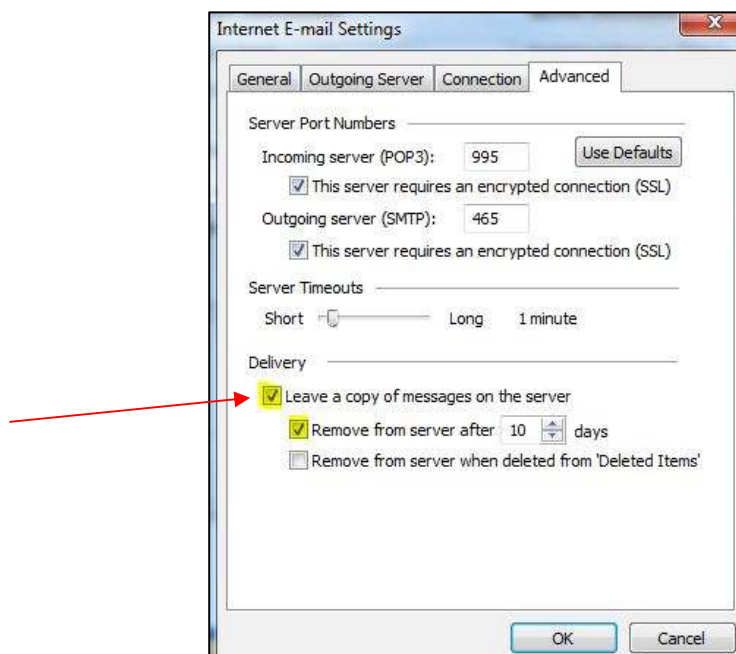 Internet E-mail Settings
General Outgoing Server Connection Advanced
Server Port Numbers
Incoming server (POP3): 995 Use Defaults
This server requires an encrypted connection (SSL)
Outgoing server (SMTP): 465
This server requires an encrypted connection (SSL)
Server Timeouts
Short Long 1 minute
Delivery
Leave a copy of messages on the server
Remove from server after 10 days
Remove from server when deleted from 'Deleted Items'
OK Cancel